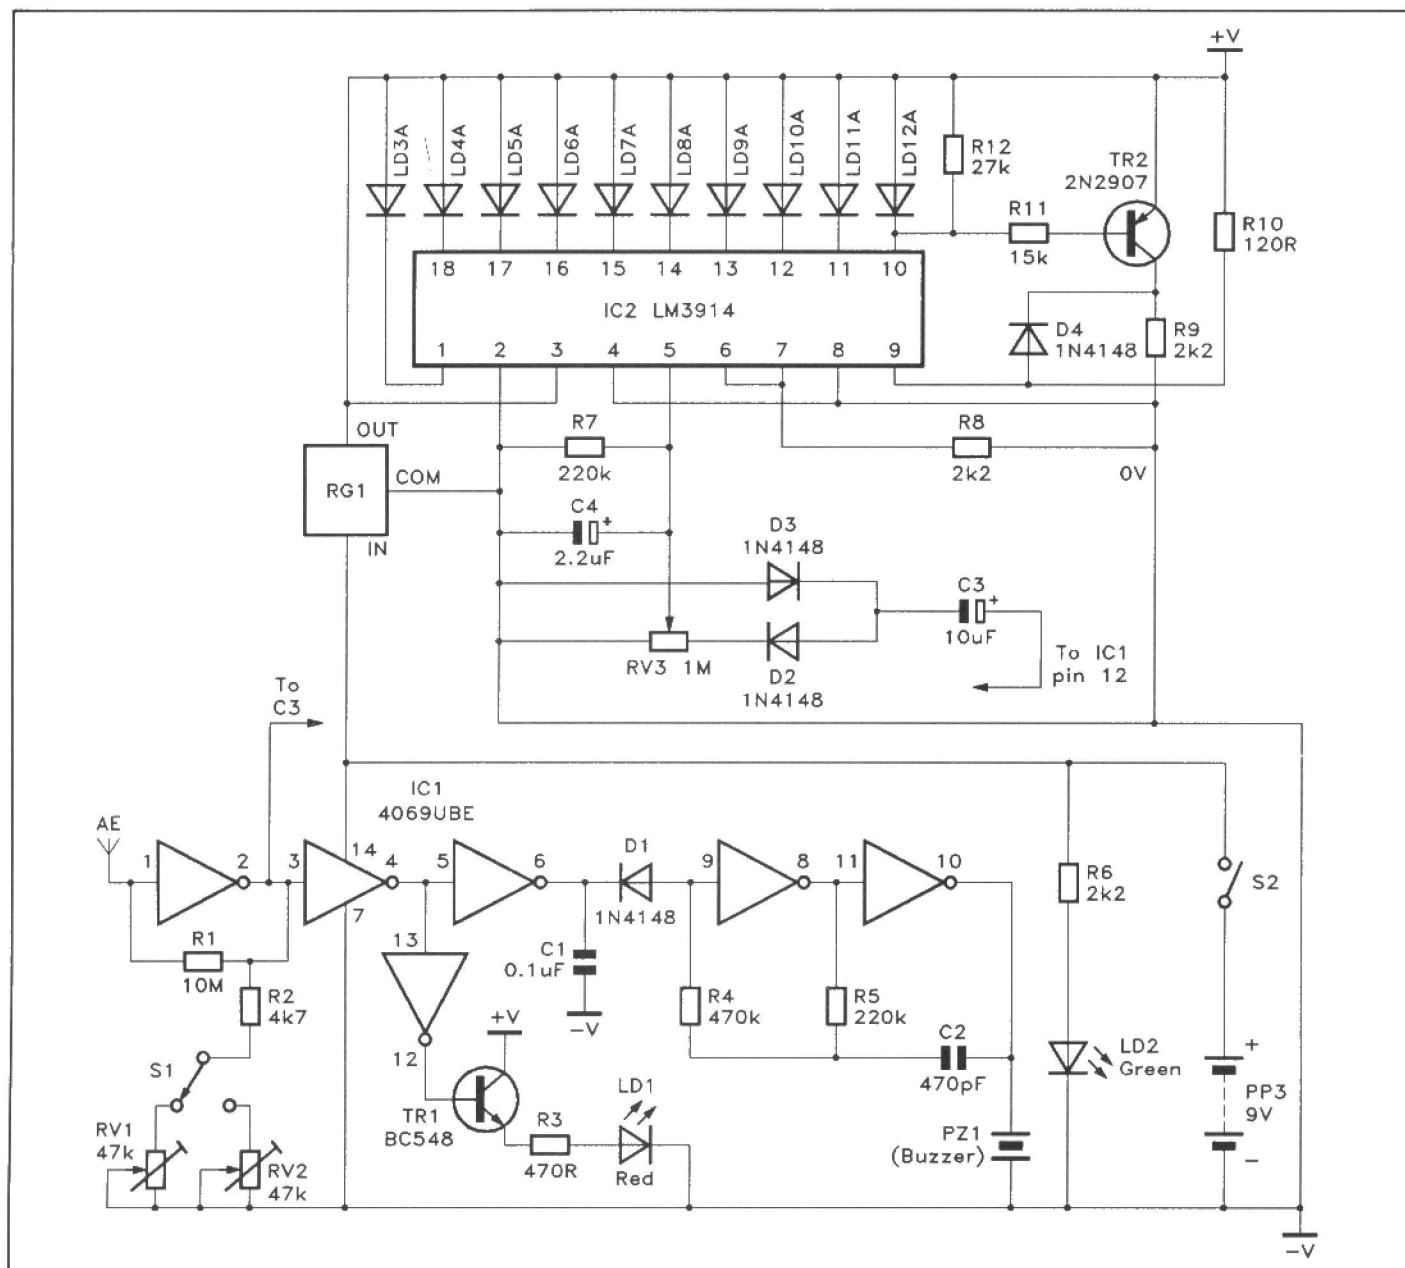 +V
LD3A
LD4A
LD5A
LD6A
LD7A
LD8A
LD9A
LD10A
LD11A
LD12A
R12
27k
TR2
2N2907
R11
15k
R10
120R
18 17 16 15 14 13 12 11 10
IC2 LM3914
1 2 3 4 5 6 7 8 9
D4
1N4148
R9
2k2
OUT
RG1
COM
IN
R7
220k
R8
2k2
0V
C4
+
2.2uF
D3
1N4148
C3
+
10uF
RV3 1M
D2
1N4148
To IC1
pin 12
To
C3
IC1
4069UBE
AE
1
2
3
14
4
7
5
6
D1
1N4148
9
8
11
10
R6
2k2
S2
R1
10M
13
C1
0.1uF
-V
R2
4k7
R4
470k
R5
220k
12
+V
C2
470pF
LD2
Green
+
PP3
9V
-
S1
TR1
BC548
R3
470R
LD1
Red
PZ1
(Buzzer)
RV1
47k
RV2
47k
-V